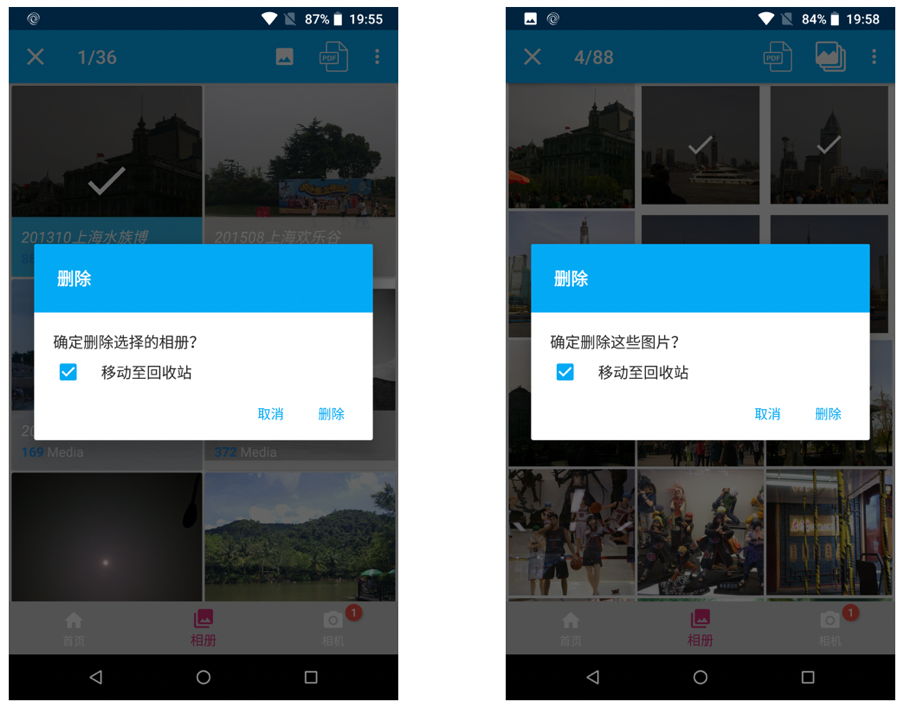 87% 19:55
1/36
PDF
201310上海水族博
201508上海欢乐谷
删除
确定删除选择的相册？
移动至回收站
取消 删除
169 Media
372 Media
首页 相册 相机 1
84% 19:58
4/88
PDF
删除
确定删除这些图片？
移动至回收站
取消 删除
首页 相册 相机 1